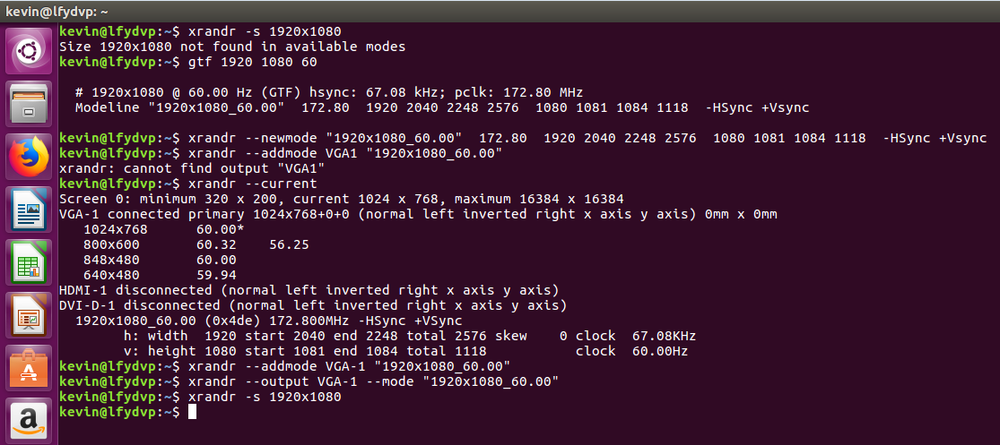 kevin@lfydvp: ~
kevin@lfydvp:~$ xrandr -s 1920x1080
Size 1920x1080 not found in available modes
kevin@lfydvp:~$ gtf 1920 1080 60
# 1920x1080 @ 60.00 Hz (GTF) hsync: 67.08 kHz; pclk: 172.80 MHz
Modeline "1920x1080_60.00"  172.80  1920 2040 2248 2576  1080 1081 1084 1118  -HSync +Vsync
kevin@lfydvp:~$ xrandr --newmode "1920x1080_60.00"  172.80  1920 2040 2248 2576  1080 1081 1084 1118  -HSync +Vsync
kevin@lfydvp:~$ xrandr --addmode VGA1 "1920x1080_60.00"
xrandr: cannot find output "VGA1"
kevin@lfydvp:~$ xrandr --current
Screen 0: minimum 320 x 200, current 1024 x 768, maximum 16384 x 16384
VGA-1 connected primary 1024x768+0+0 (normal left inverted right x axis y axis) 0mm x 0mm
   1024x768      60.00*
   800x600       60.32    56.25
   848x480       60.00
   640x480       59.94
HDMI-1 disconnected (normal left inverted right x axis y axis)
DVI-D-1 disconnected (normal left inverted right x axis y axis)
  1920x1080_60.00 (0x4de) 172.800MHz -HSync +VSync
        h: width  1920 start 2040 end 2248 total 2576 skew    0 clock  67.08KHz
        v: height 1080 start 1081 end 1084 total 1118           clock  60.00Hz
kevin@lfydvp:~$ xrandr --addmode VGA-1 "1920x1080_60.00"
kevin@lfydvp:~$ xrandr --output VGA-1 --mode "1920x1080_60.00"
kevin@lfydvp:~$ xrandr -s 1920x1080
kevin@lfydvp:~$